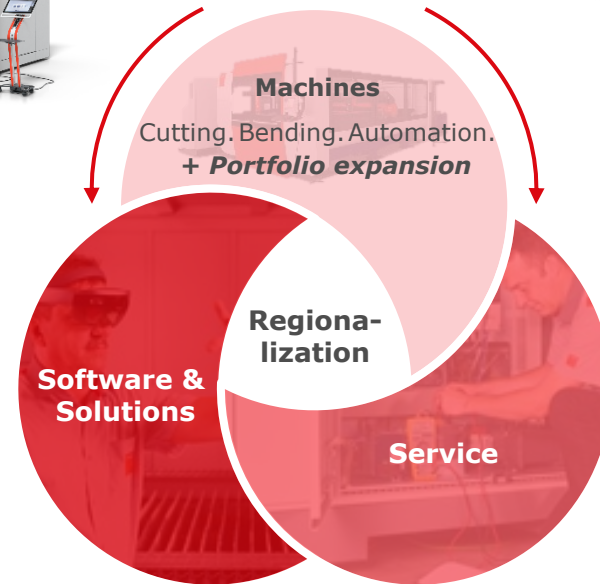 Machines
Cutting. Bending. Automation.
+ Portfolio expansion
Regiona-
lization
Software &
Solutions
Service